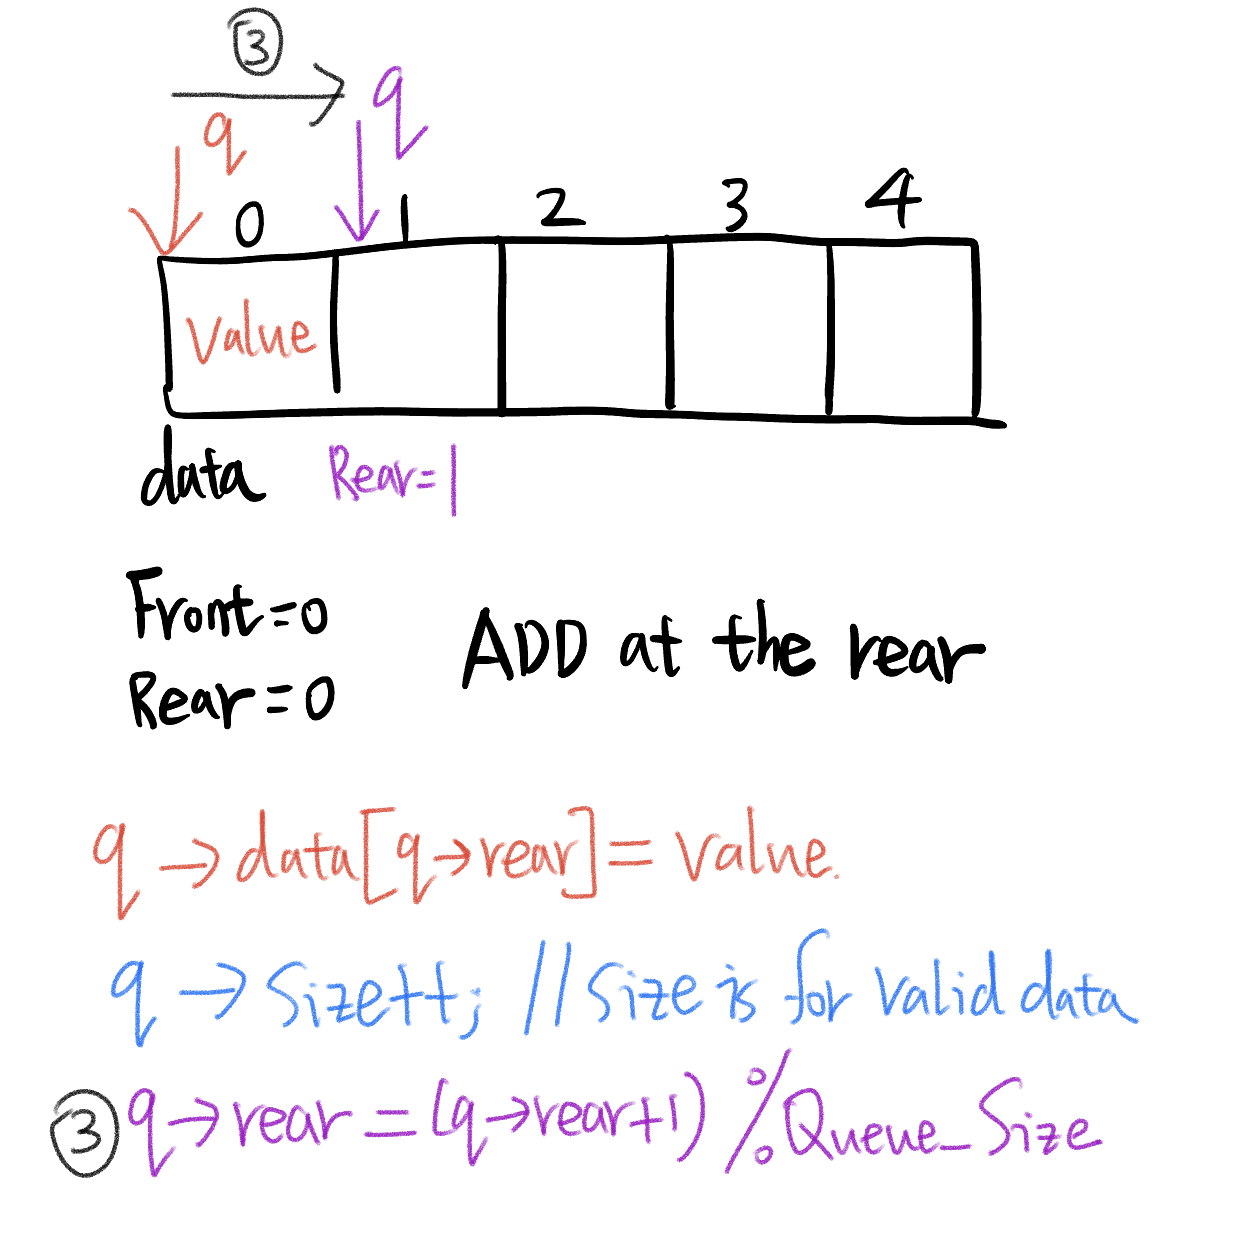 ③
q
q
0 1 2 3 4
Value
data Rear=1
Front=0
Rear=0
ADD at the rear
q→data[q→rear]= value.
q→Size++; //Size is for valid data
③ q→rear=(q→rear+1)%Queue_Size